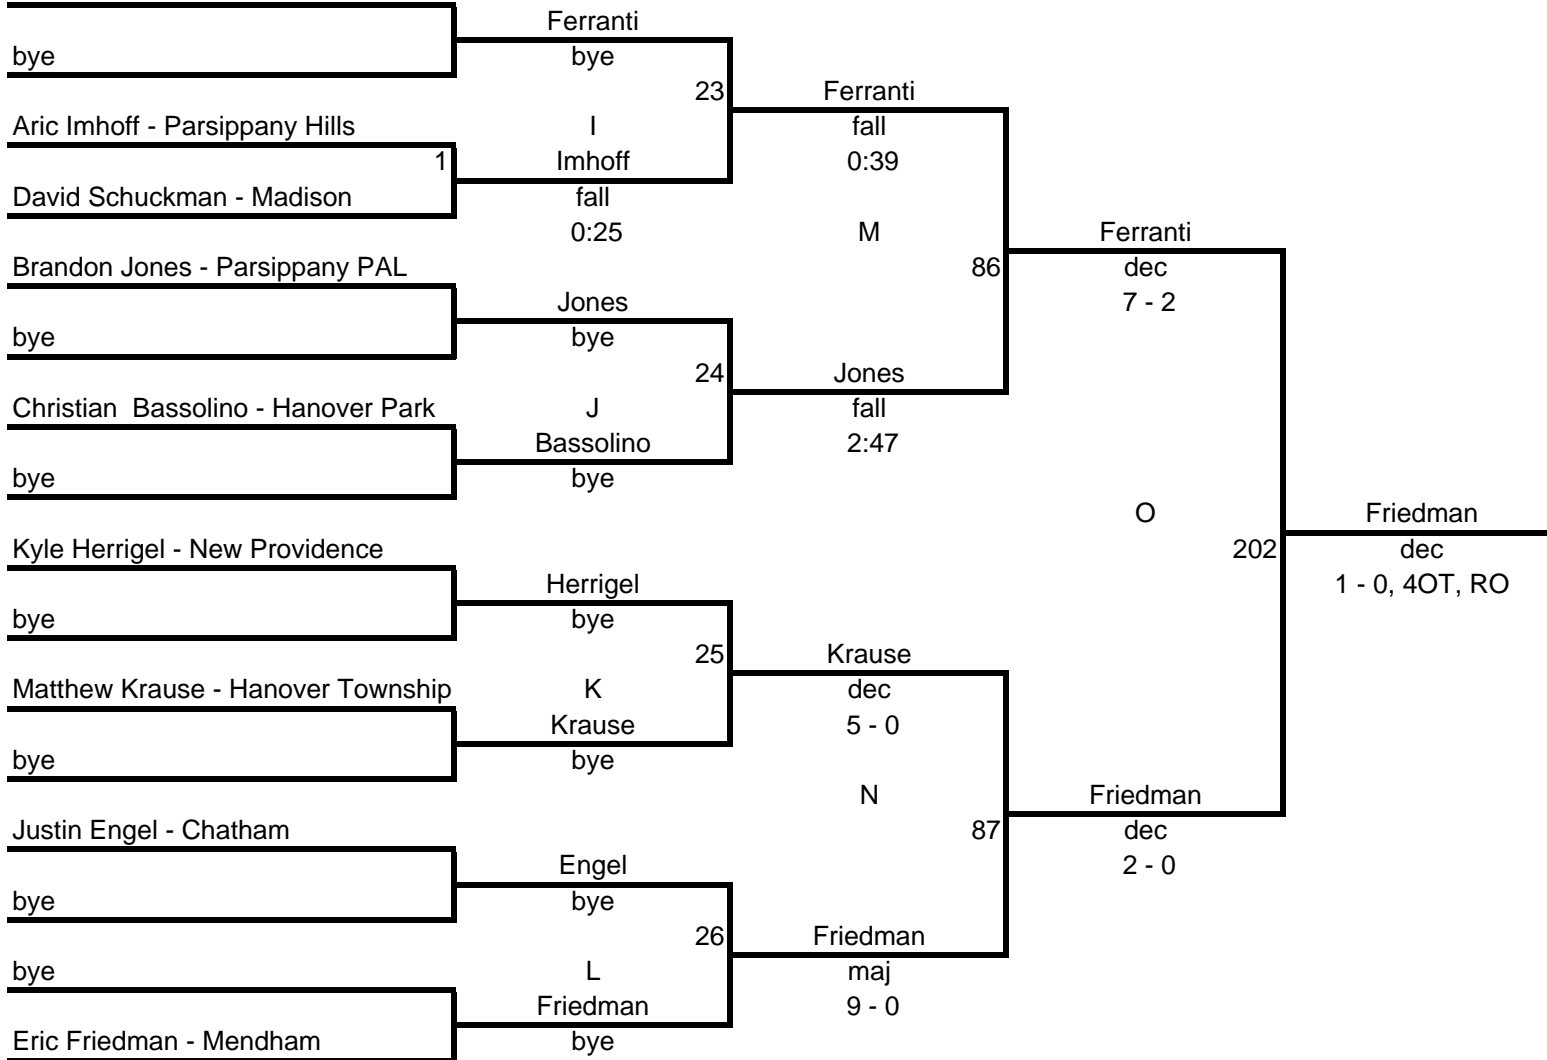 Ferranti
bye
bye
23
Ferranti
Aric Imhoff - Parsippany Hills
I
fall
1
Imhoff
0:39
David Schuckman - Madison
fall
0:25
M
Ferranti
Brandon Jones - Parsippany PAL
86
dec
Jones
7 - 2
bye
bye
24
Jones
Christian  Bassolino - Hanover Park
J
fall
Bassolino
2:47
bye
bye
O
Friedman
Kyle Herrigel - New Providence
202
dec
Herrigel
1 - 0, 4OT, RO
bye
bye
25
Krause
Matthew Krause - Hanover Township
K
dec
Krause
5 - 0
bye
bye
N
Friedman
Justin Engel - Chatham
87
dec
Engel
2 - 0
bye
bye
26
Friedman
bye
L
maj
Friedman
9 - 0
Eric Friedman - Mendham
bye